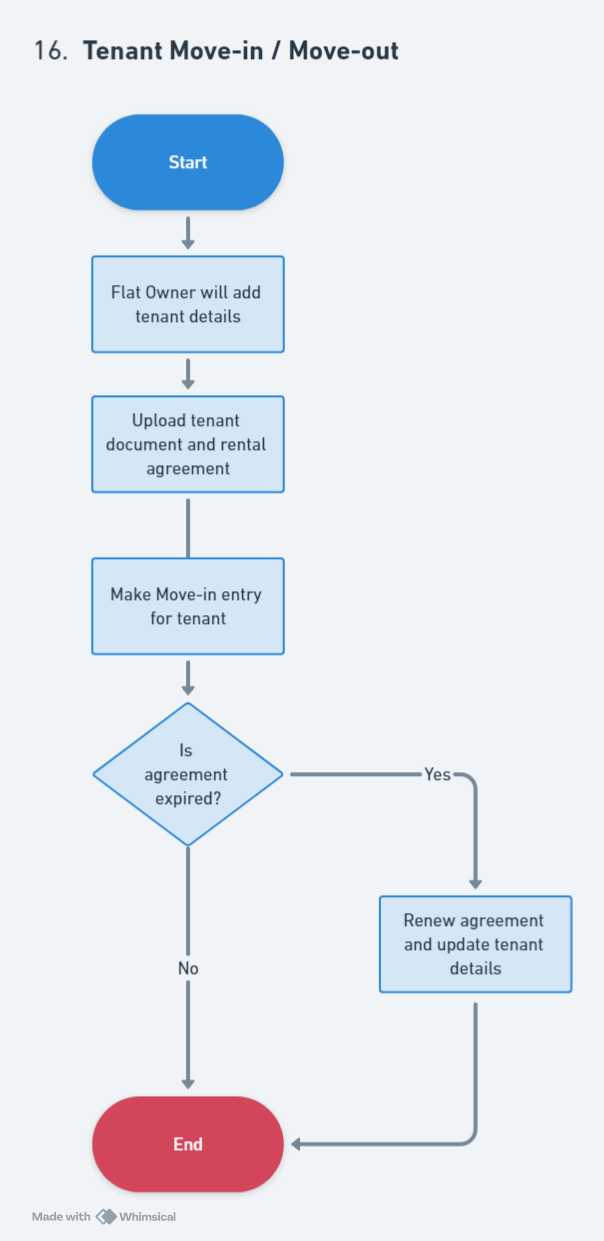 16. Tenant Move-in / Move-out
Start
Flat Owner will add
tenant details
Upload tenant
document and rental
agreement
Make Move-in entry
for tenant
Is
agreement
expired?
Yes
Renew agreement
and update tenant
details
No
End
Made with Whimsical